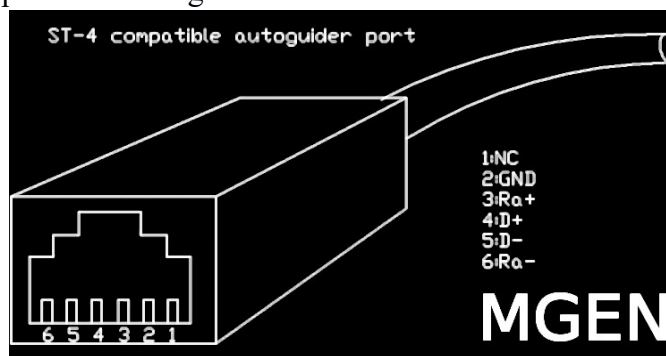 ST-4 compatible autoguider port
1:NC
2:GND
3:Ra+
4:D+
5:D-
6:Ra-
6 5 4 3 2 1
MGEN